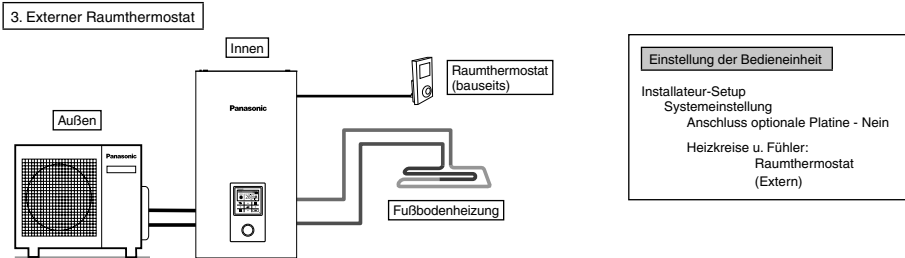 3. Externer Raumthermostat
Innen
Raumthermostat
(bauseits)
Panasonic
Außen
Panasonic
Fußbodenheizung
Einstellung der Bedieneinheit
Installateur-Setup
Systemeinstellung
Anschluss optionale Platine - Nein
Heizkreise u. Fühler:
Raumthermostat
(Extern)